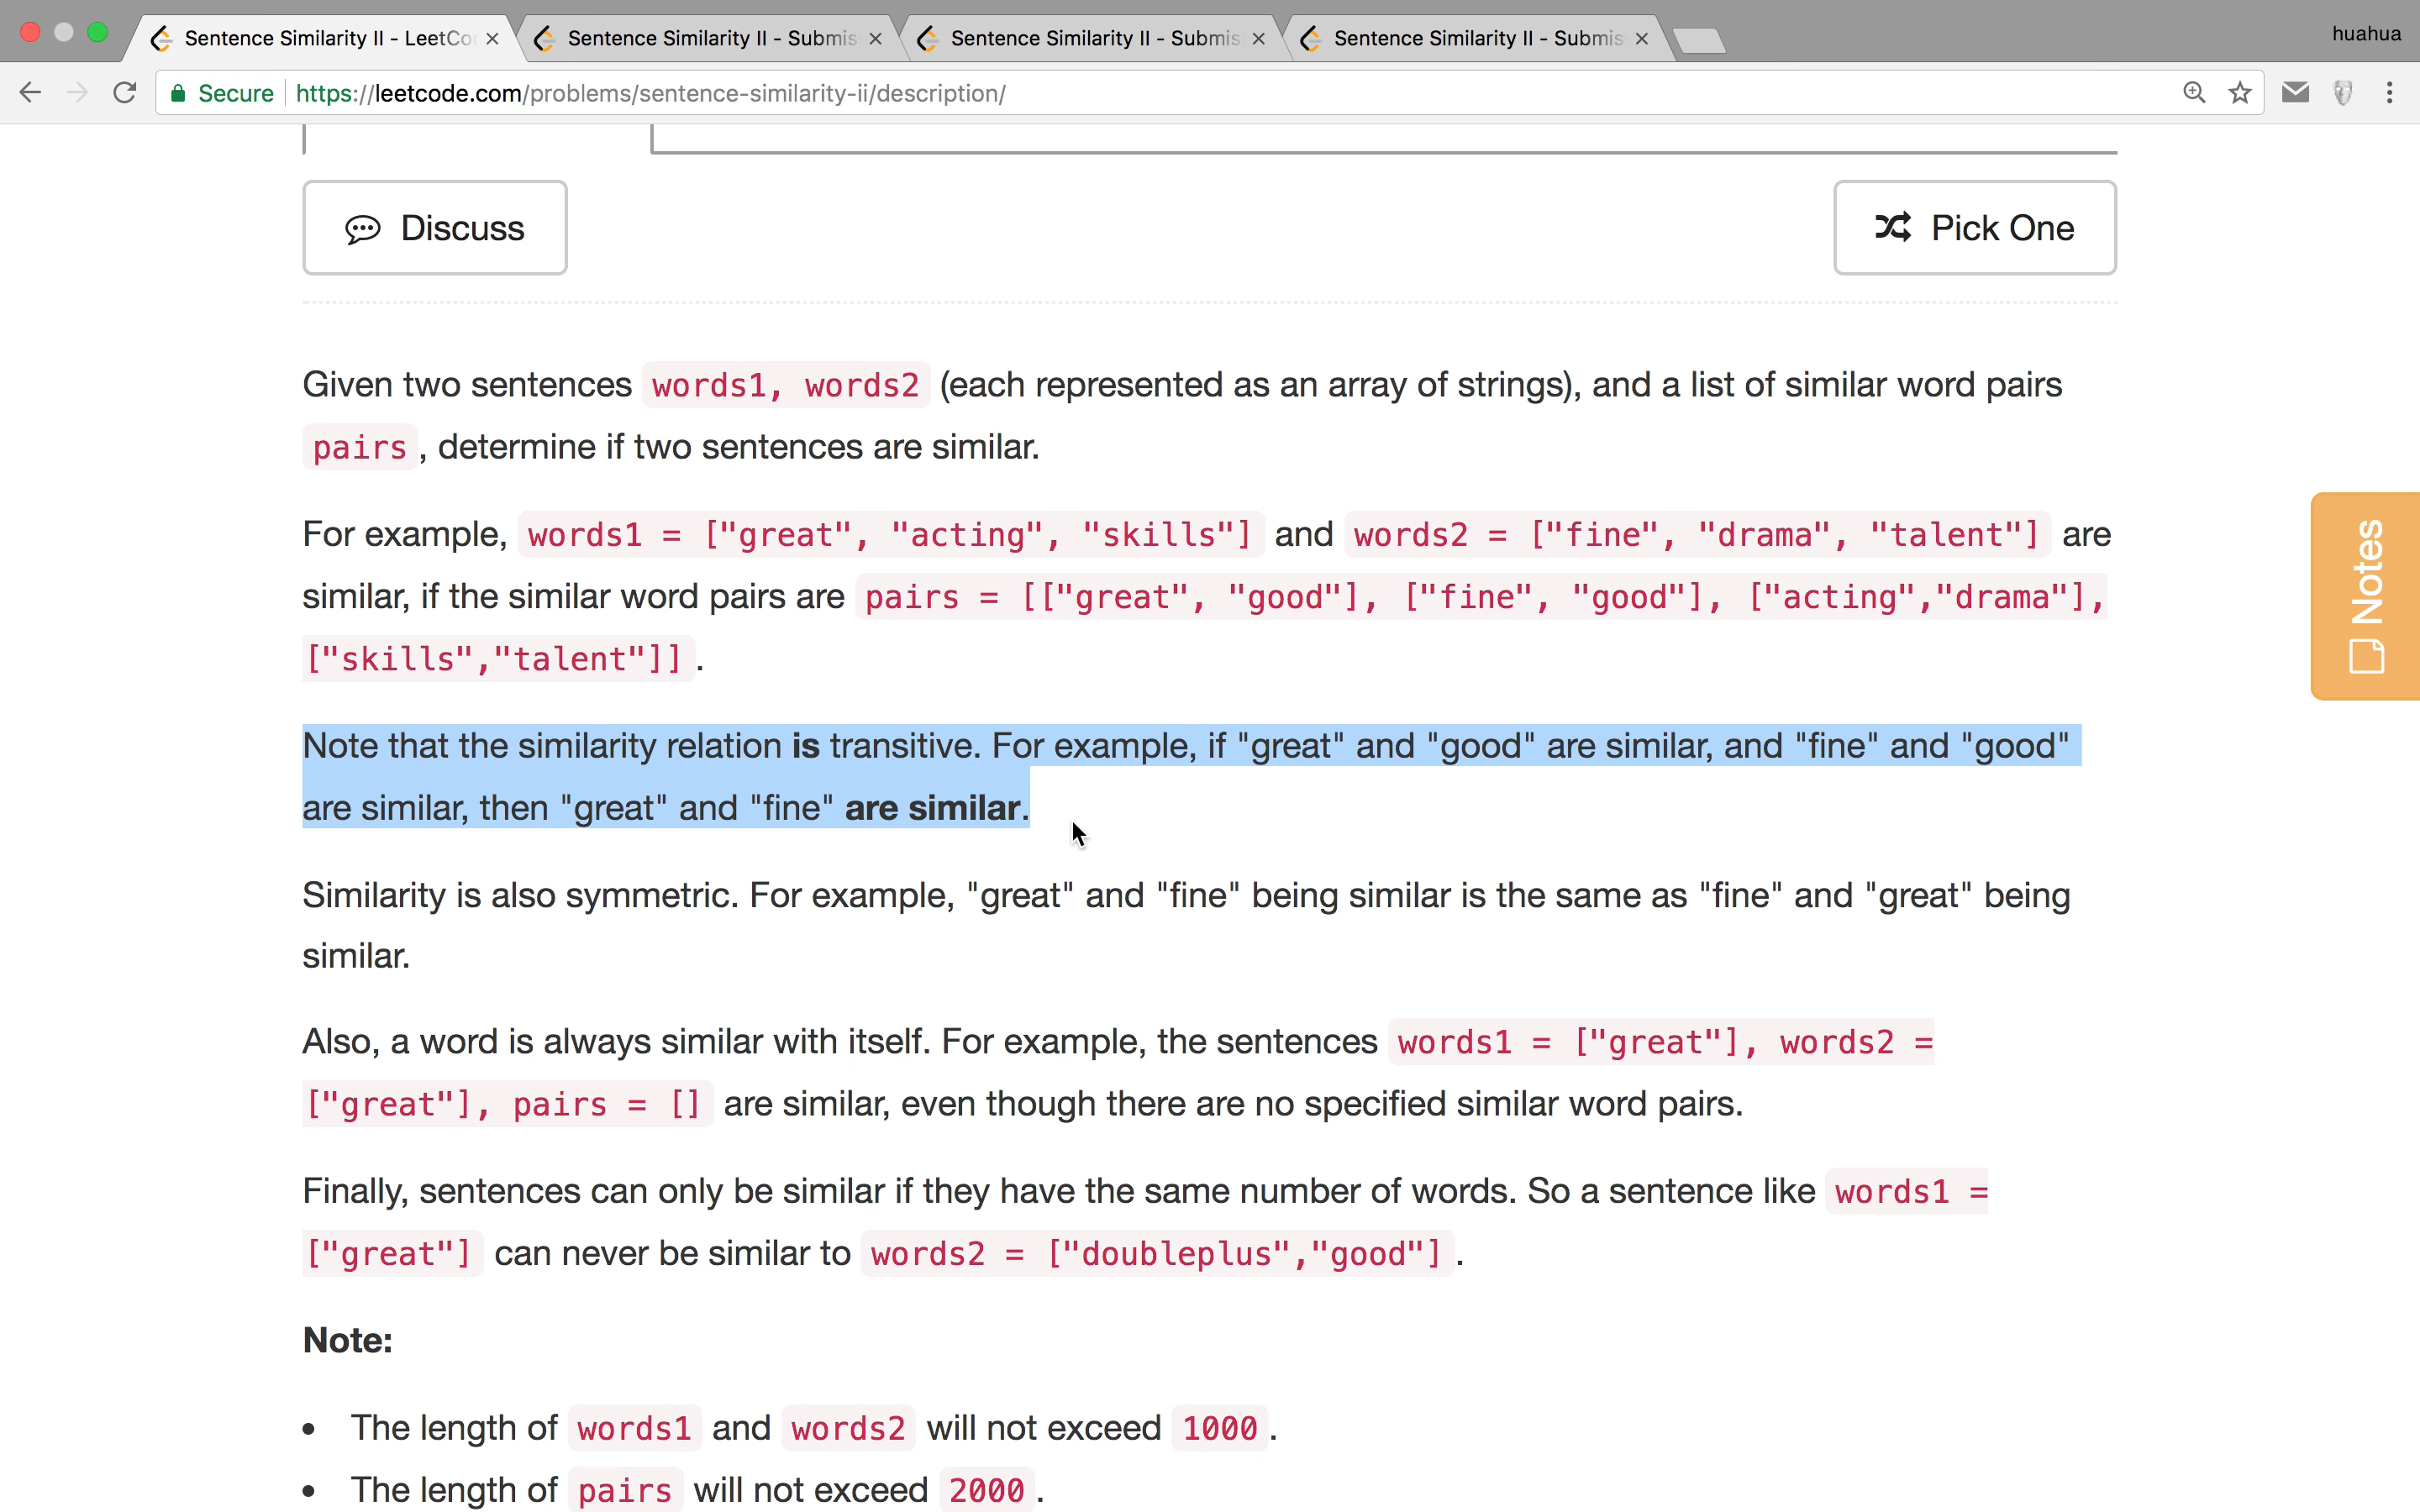 huahua
Sentence Similarity II - LeetCo
Sentence Similarity II - Submis
Sentence Similarity II - Submis
Sentence Similarity II - Submis
Secure https://leetcode.com/problems/sentence-similarity-ii/description/
Discuss
Pick One
Given two sentences words1, words2 (each represented as an array of strings), and a list of similar word pairs
pairs, determine if two sentences are similar.
For example, words1 = ["great", "acting", "skills"] and words2 = ["fine", "drama", "talent"] are
similar, if the similar word pairs are pairs = [["great", "good"], ["fine", "good"], ["acting","drama"],
["skills","talent"]].
Notes
Note that the similarity relation is transitive. For example, if "great" and "good" are similar, and "fine" and "good"
are similar, then "great" and "fine" are similar.
Similarity is also symmetric. For example, "great" and "fine" being similar is the same as "fine" and "great" being
similar.
Also, a word is always similar with itself. For example, the sentences words1 = ["great"], words2 =
["great"], pairs = [] are similar, even though there are no specified similar word pairs.
Finally, sentences can only be similar if they have the same number of words. So a sentence like words1 =
["great"] can never be similar to words2 = ["doubleplus","good"].
Note:
• The length of words1 and words2 will not exceed 1000.
• The length of pairs will not exceed 2000.